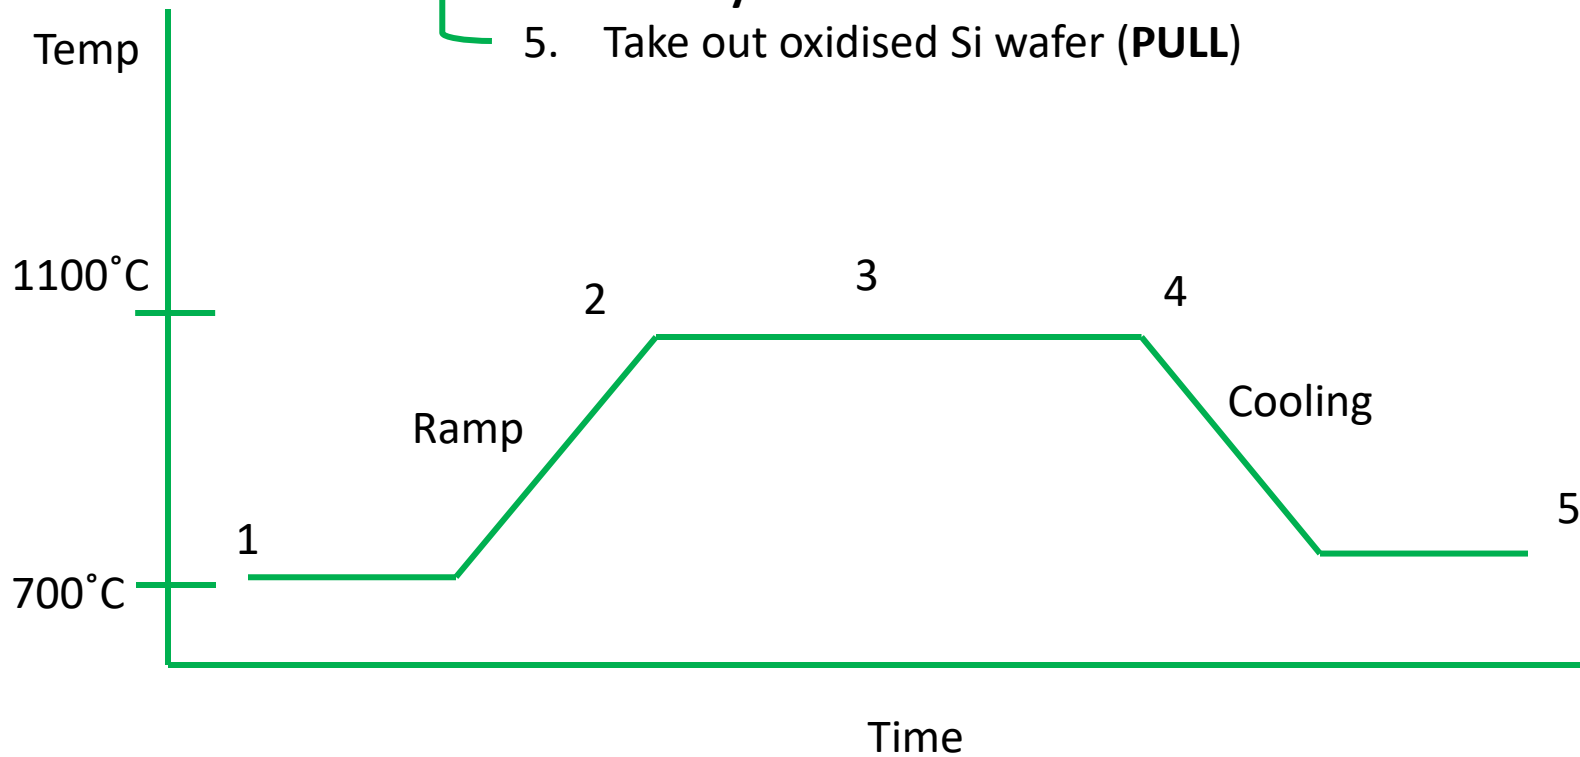 Temp
5. Take out oxidised Si wafer (PULL)
1100˚C
2
3
4
Ramp
Cooling
1
5
700˚C
Time